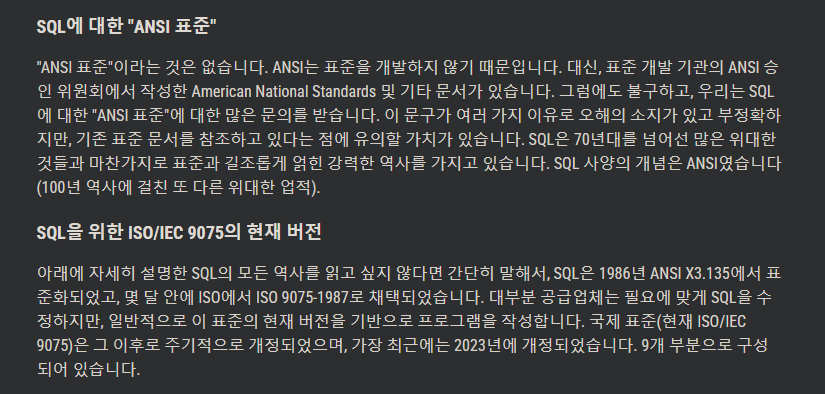 SQL에 대한 "ANSI 표준"
"ANSI 표준"이라는 것은 없습니다. ANSI는 표준을 개발하지 않기 때문입니다. 대신, 표준 개발 기관의 ANSI 승
인 위원회에서 작성한 American National Standards 및 기타 문서가 있습니다. 그럼에도 불구하고, 우리는 SQL
에 대한 "ANSI 표준"에 대한 많은 문의를 받습니다. 이 문구가 여러 가지 이유로 오해의 소지가 있고 부정확하
지만, 기존 표준 문서를 참조하고 있다는 점에 유의할 가치가 있습니다. SQL은 70년대를 넘어선 많은 위대한
것들과 마찬가지로 표준과 길조롭게 얽힌 강력한 역사를 가지고 있습니다. SQL 사양의 개념은 ANSI였습니다
(100년 역사에 걸친 또 다른 위대한 업적).
SQL을 위한 ISO/IEC 9075의 현재 버전
아래에 자세히 설명한 SQL의 모든 역사를 읽고 싶지 않다면 간단히 말해서, SQL은 1986년 ANSI X3.135에서 표
준화되었고, 몇 달 안에 ISO에서 ISO 9075-1987로 채택되었습니다. 대부분 공급업체는 필요에 맞게 SQL을 수
정하지만, 일반적으로 이 표준의 현재 버전을 기반으로 프로그램을 작성합니다. 국제 표준(현재 ISO/IEC
9075)은 그 이후로 주기적으로 개정되었으며, 가장 최근에는 2023년에 개정되었습니다. 9개 부분으로 구성
되어 있습니다.